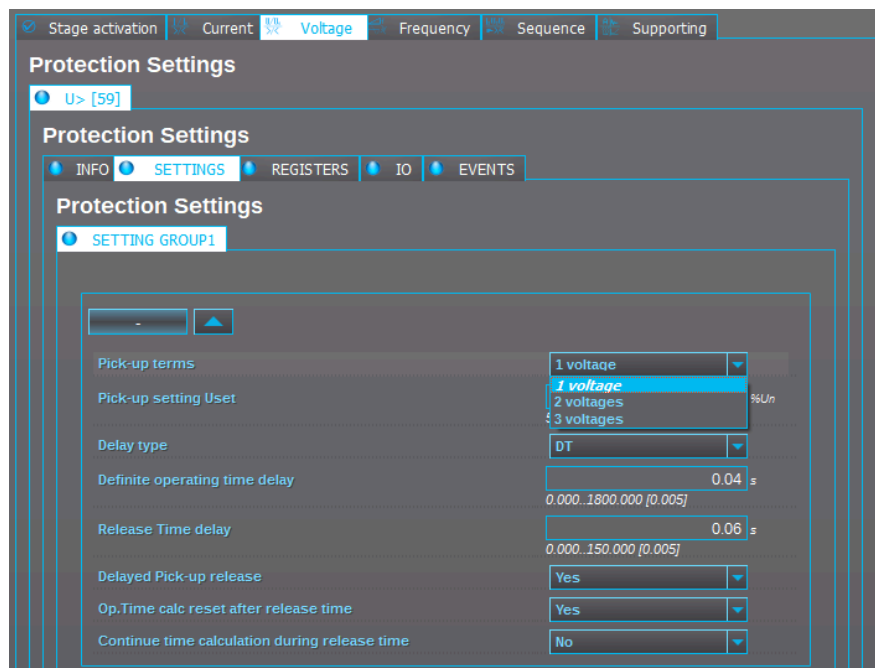 Stage activation Current Voltage Frequency Sequence Supporting
Protection Settings
U> [59]
Protection Settings
INFO SETTINGS REGISTERS IO EVENTS
Protection Settings
SETTING GROUP1
-
Pick-up terms 1 voltage
1 voltage
Pick-up setting Uset 2 voltages %Un
3 voltages
Delay type DT
Definite operating time delay 0.04 s
0.000..1800.000 [0.005]
Release Time delay 0.06 s
0.000..150.000 [0.005]
Delayed Pick-up release Yes
Op.Time calc reset after release time Yes
Continue time calculation during release time No